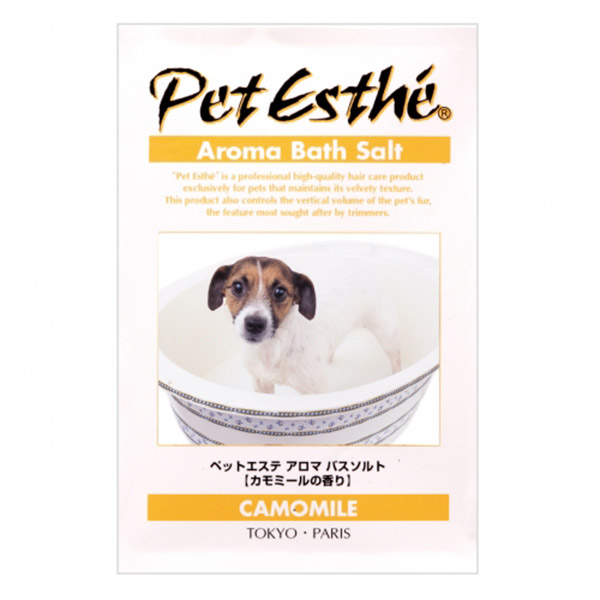 Pet Esthé®
Aroma Bath Salt
"Pet Esthé" is a professional high-quality hair care product
exclusively for pets that maintains its velvety texture.
This product also controls the vertical volume of the pet's fur,
the feature most sought after by trimmers.
ペットエステ アロマ バスソルト
【カモミールの香り】
CAMOMILE
TOKYO・PARIS